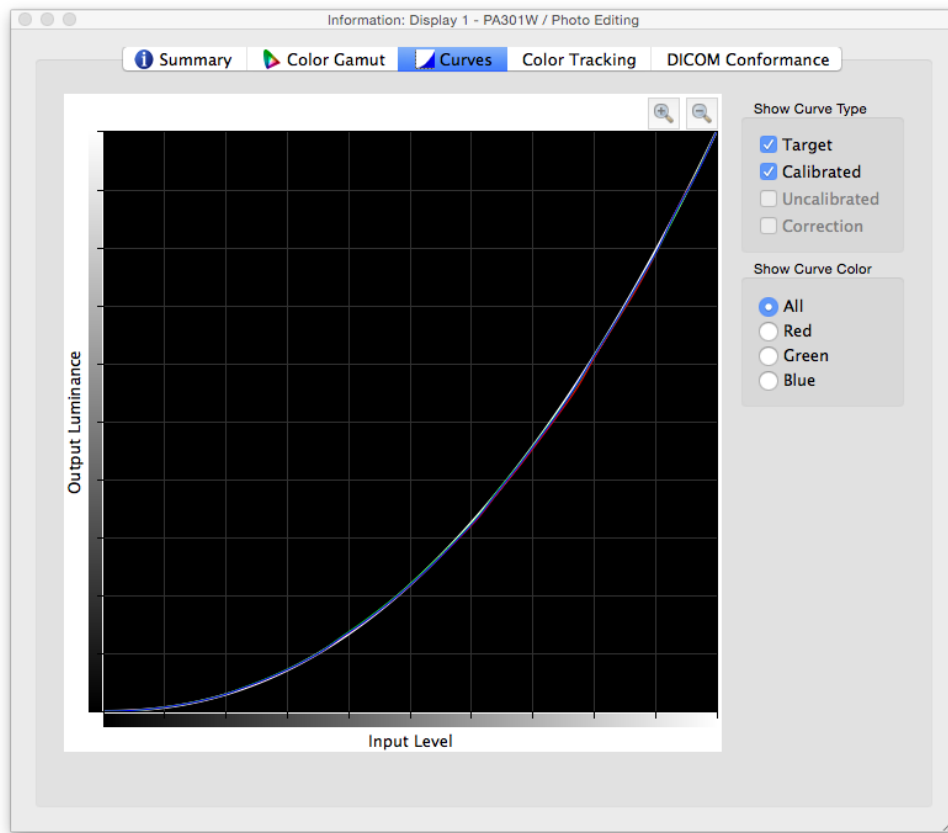 Information: Display 1 - PA301W / Photo Editing
Summary
Color Gamut
Curves
Color Tracking
DICOM Conformance
Show Curve Type
Target
Calibrated
Uncalibrated
Correction
Show Curve Color
All
Red
Green
Blue
Output Luminance
Input Level